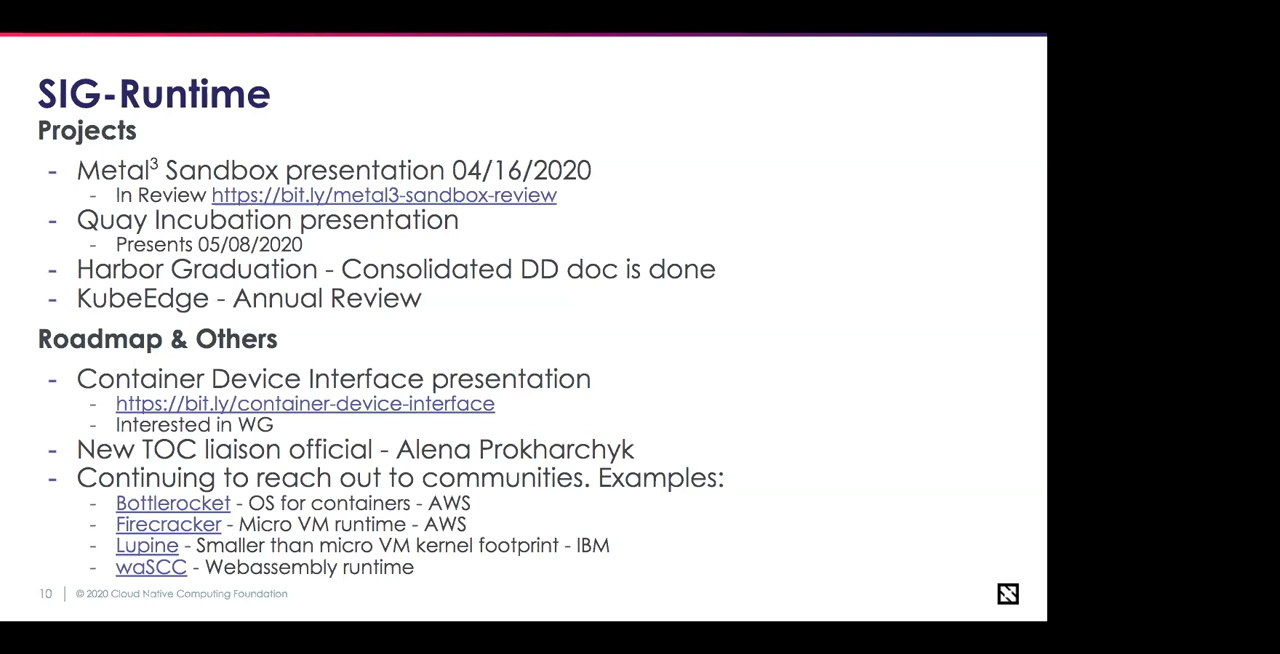 SIG-Runtime
Projects
- Metal³ Sandbox presentation 04/16/2020
- In Review https://bit.ly/metal3-sandbox-review
- Quay Incubation presentation
- Presents 05/08/2020
- Harbor Graduation - Consolidated DD doc is done
- KubeEdge - Annual Review
Roadmap & Others
- Container Device Interface presentation
- https://bit.ly/container-device-interface
- Interested in WG
- New TOC liaison official - Alena Prokharchyk
- Continuing to reach out to communities. Examples:
- Bottlerocket - OS for containers - AWS
- Firecracker - Micro VM runtime - AWS
- Lupine - Smaller than micro VM kernel footprint - IBM
- waSCC - Webassembly runtime
10 | © 2020 Cloud Native Computing Foundation